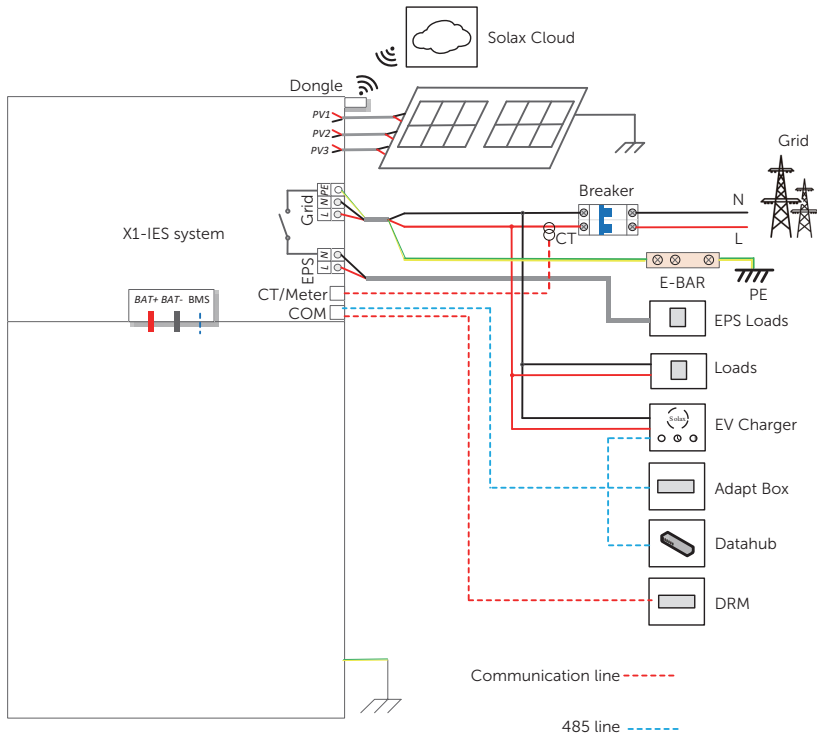 Solax Cloud
Dongle
PV1
PV2
PV3
Grid
Breaker
N
L
PE
N
L
Grid
X1-IES system
CT
E-BAR
PE
N
L
EPS
CT/Meter
COM
BAT+ BAT- BMS
EPS Loads
Loads
Solax
EV Charger
Adapt Box
Datahub
DRM
Communication line
485 line